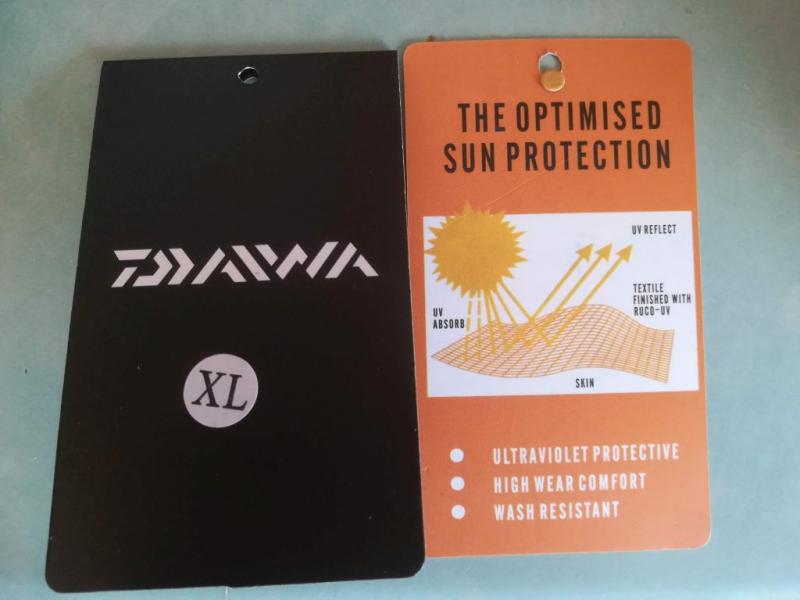 DAIWA
XL
THE OPTIMISED
SUN PROTECTION
UV REFLECT
TEXTILE
FINISHED WITH
RUCO-UV
UV
ABSORB
SKIN
ULTRAVIOLET PROTECTIVE
HIGH WEAR COMFORT
WASH RESISTANT